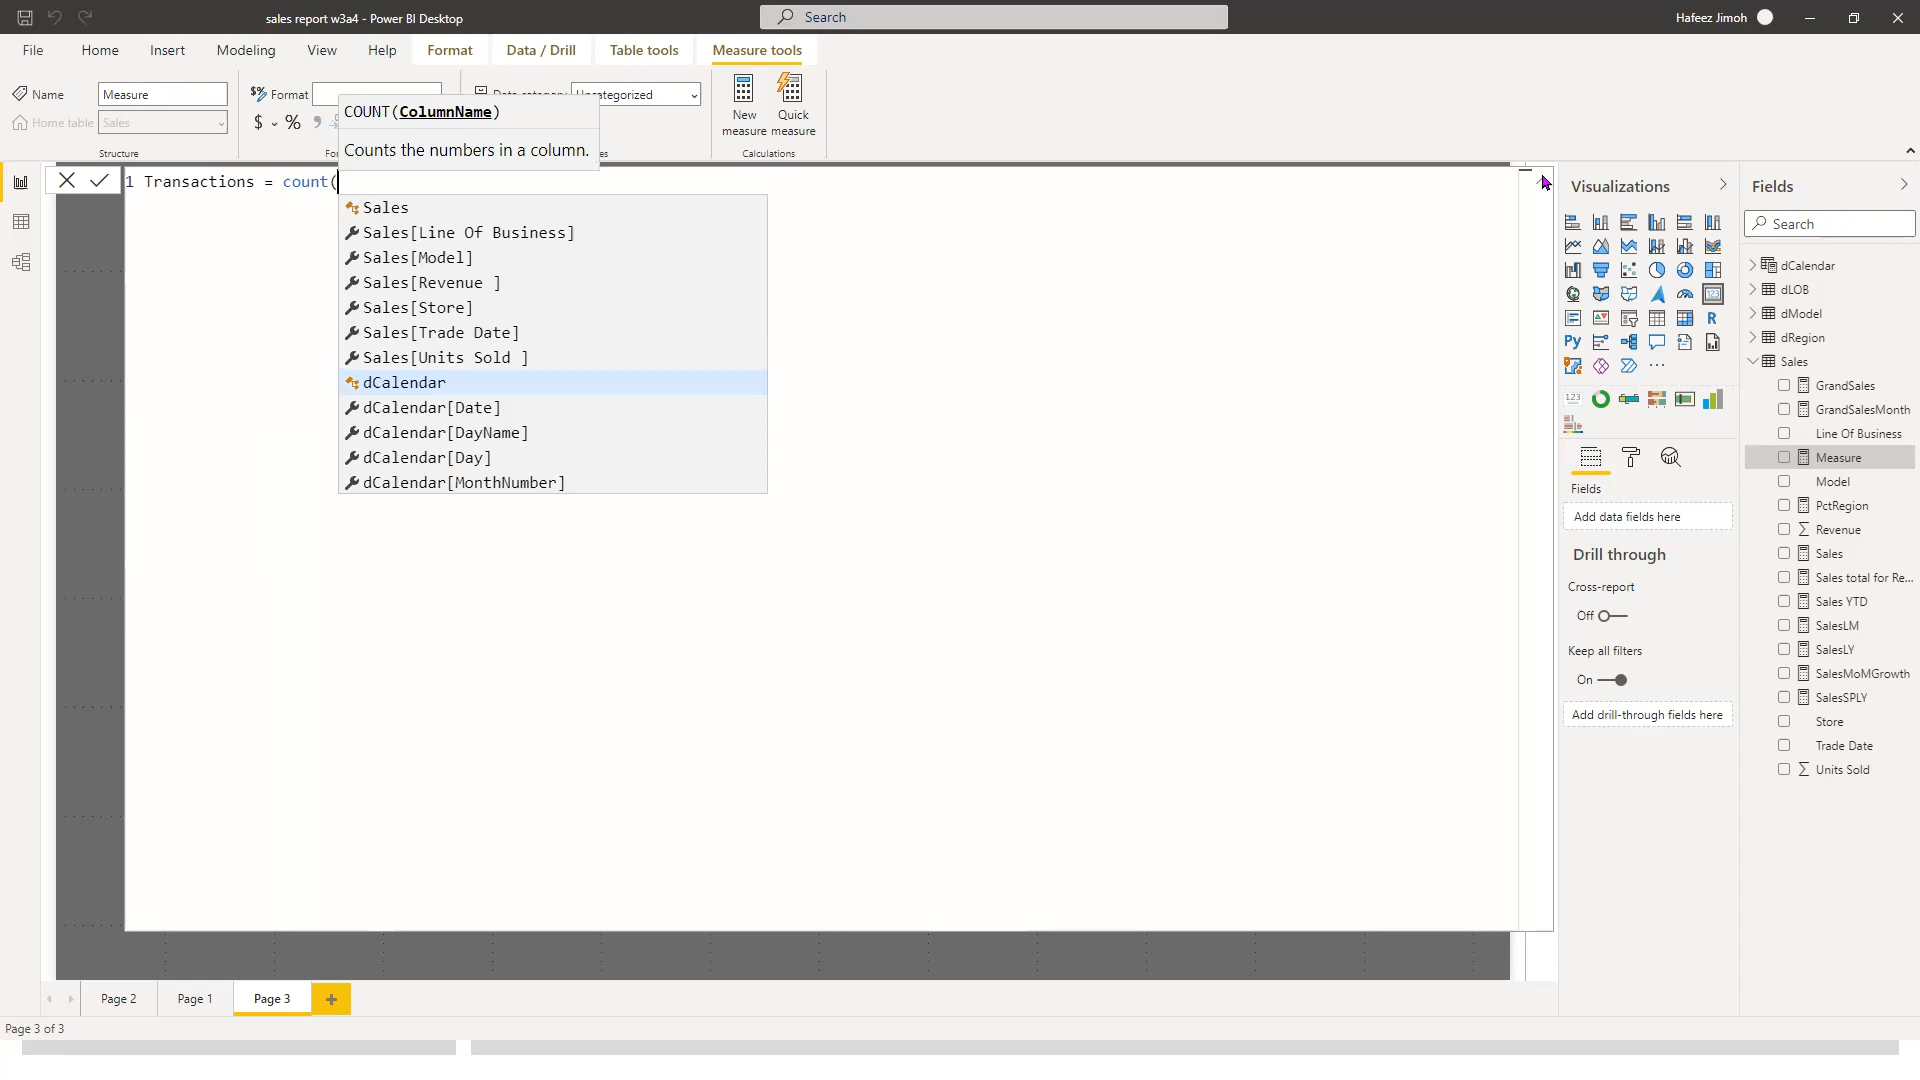 sales report w3a4 - Power BI Desktop
Search
Hafeez Jimoh
File
Home
Insert
Modeling
View
Help
Format
Data / Drill
Table tools
Measure tools
Name
Measure
Home table
Sales
Structure
Format
$
%
Uncategorized
New
measure
Quick
measure
Calculations
COUNT(ColumnName)
Counts the numbers in a column.
1 Transactions = count(
Sales
Sales[Line Of Business]
Sales[Model]
Sales[Revenue ]
Sales[Store]
Sales[Trade Date]
Sales[Units Sold ]
dCalendar
dCalendar[Date]
dCalendar[DayName]
dCalendar[Day]
dCalendar[MonthNumber]
Visualizations
R
Py
...
123
Fields
Add data fields here
Drill through
Cross-report
Off
Keep all filters
On
Add drill-through fields here
Fields
Search
dCalendar
dLOB
dModel
dRegion
Sales
GrandSales
GrandSalesMonth
Line Of Business
Measure
Model
PctRegion
Revenue
Sales
Sales total for Re...
Sales YTD
SalesLM
SalesLY
SalesMoMGrowth
SalesSPLY
Store
Trade Date
Units Sold
Page 2
Page 1
Page 3
+
Page 3 of 3